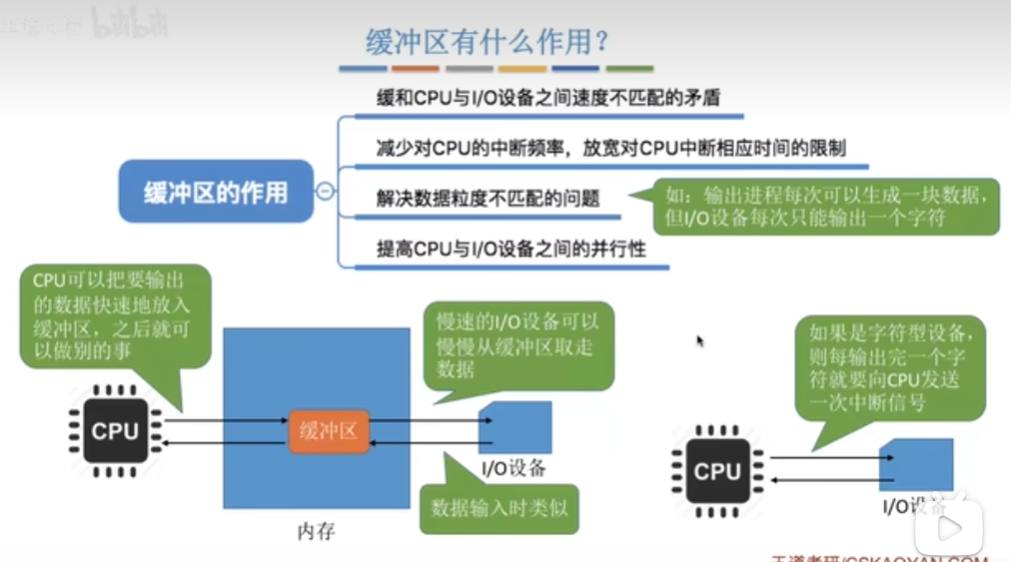 bilibili
缓冲区有什么作用？
缓和CPU与I/O设备之间速度不匹配的矛盾
减少对CPU的中断频率，放宽对CPU中断相应时间的限制
缓冲区的作用
解决数据粒度不匹配的问题
如：输出进程每次可以生成一块数据，
但I/O设备每次只能输出一个字符
提高CPU与I/O设备之间的并行性
CPU可以把要输出
的数据快速地放入
缓冲区，之后就可
以做别的事
慢速的I/O设备可以
慢慢从缓冲区取走
数据
如果是字符型设备，
则每输出完一个字
符就要向CPU发送
一次中断信号
CPU
缓冲区
I/O设备
数据输入时类似
内存
CPU
I/O设备
王道考研/CSKAOYAN.COM